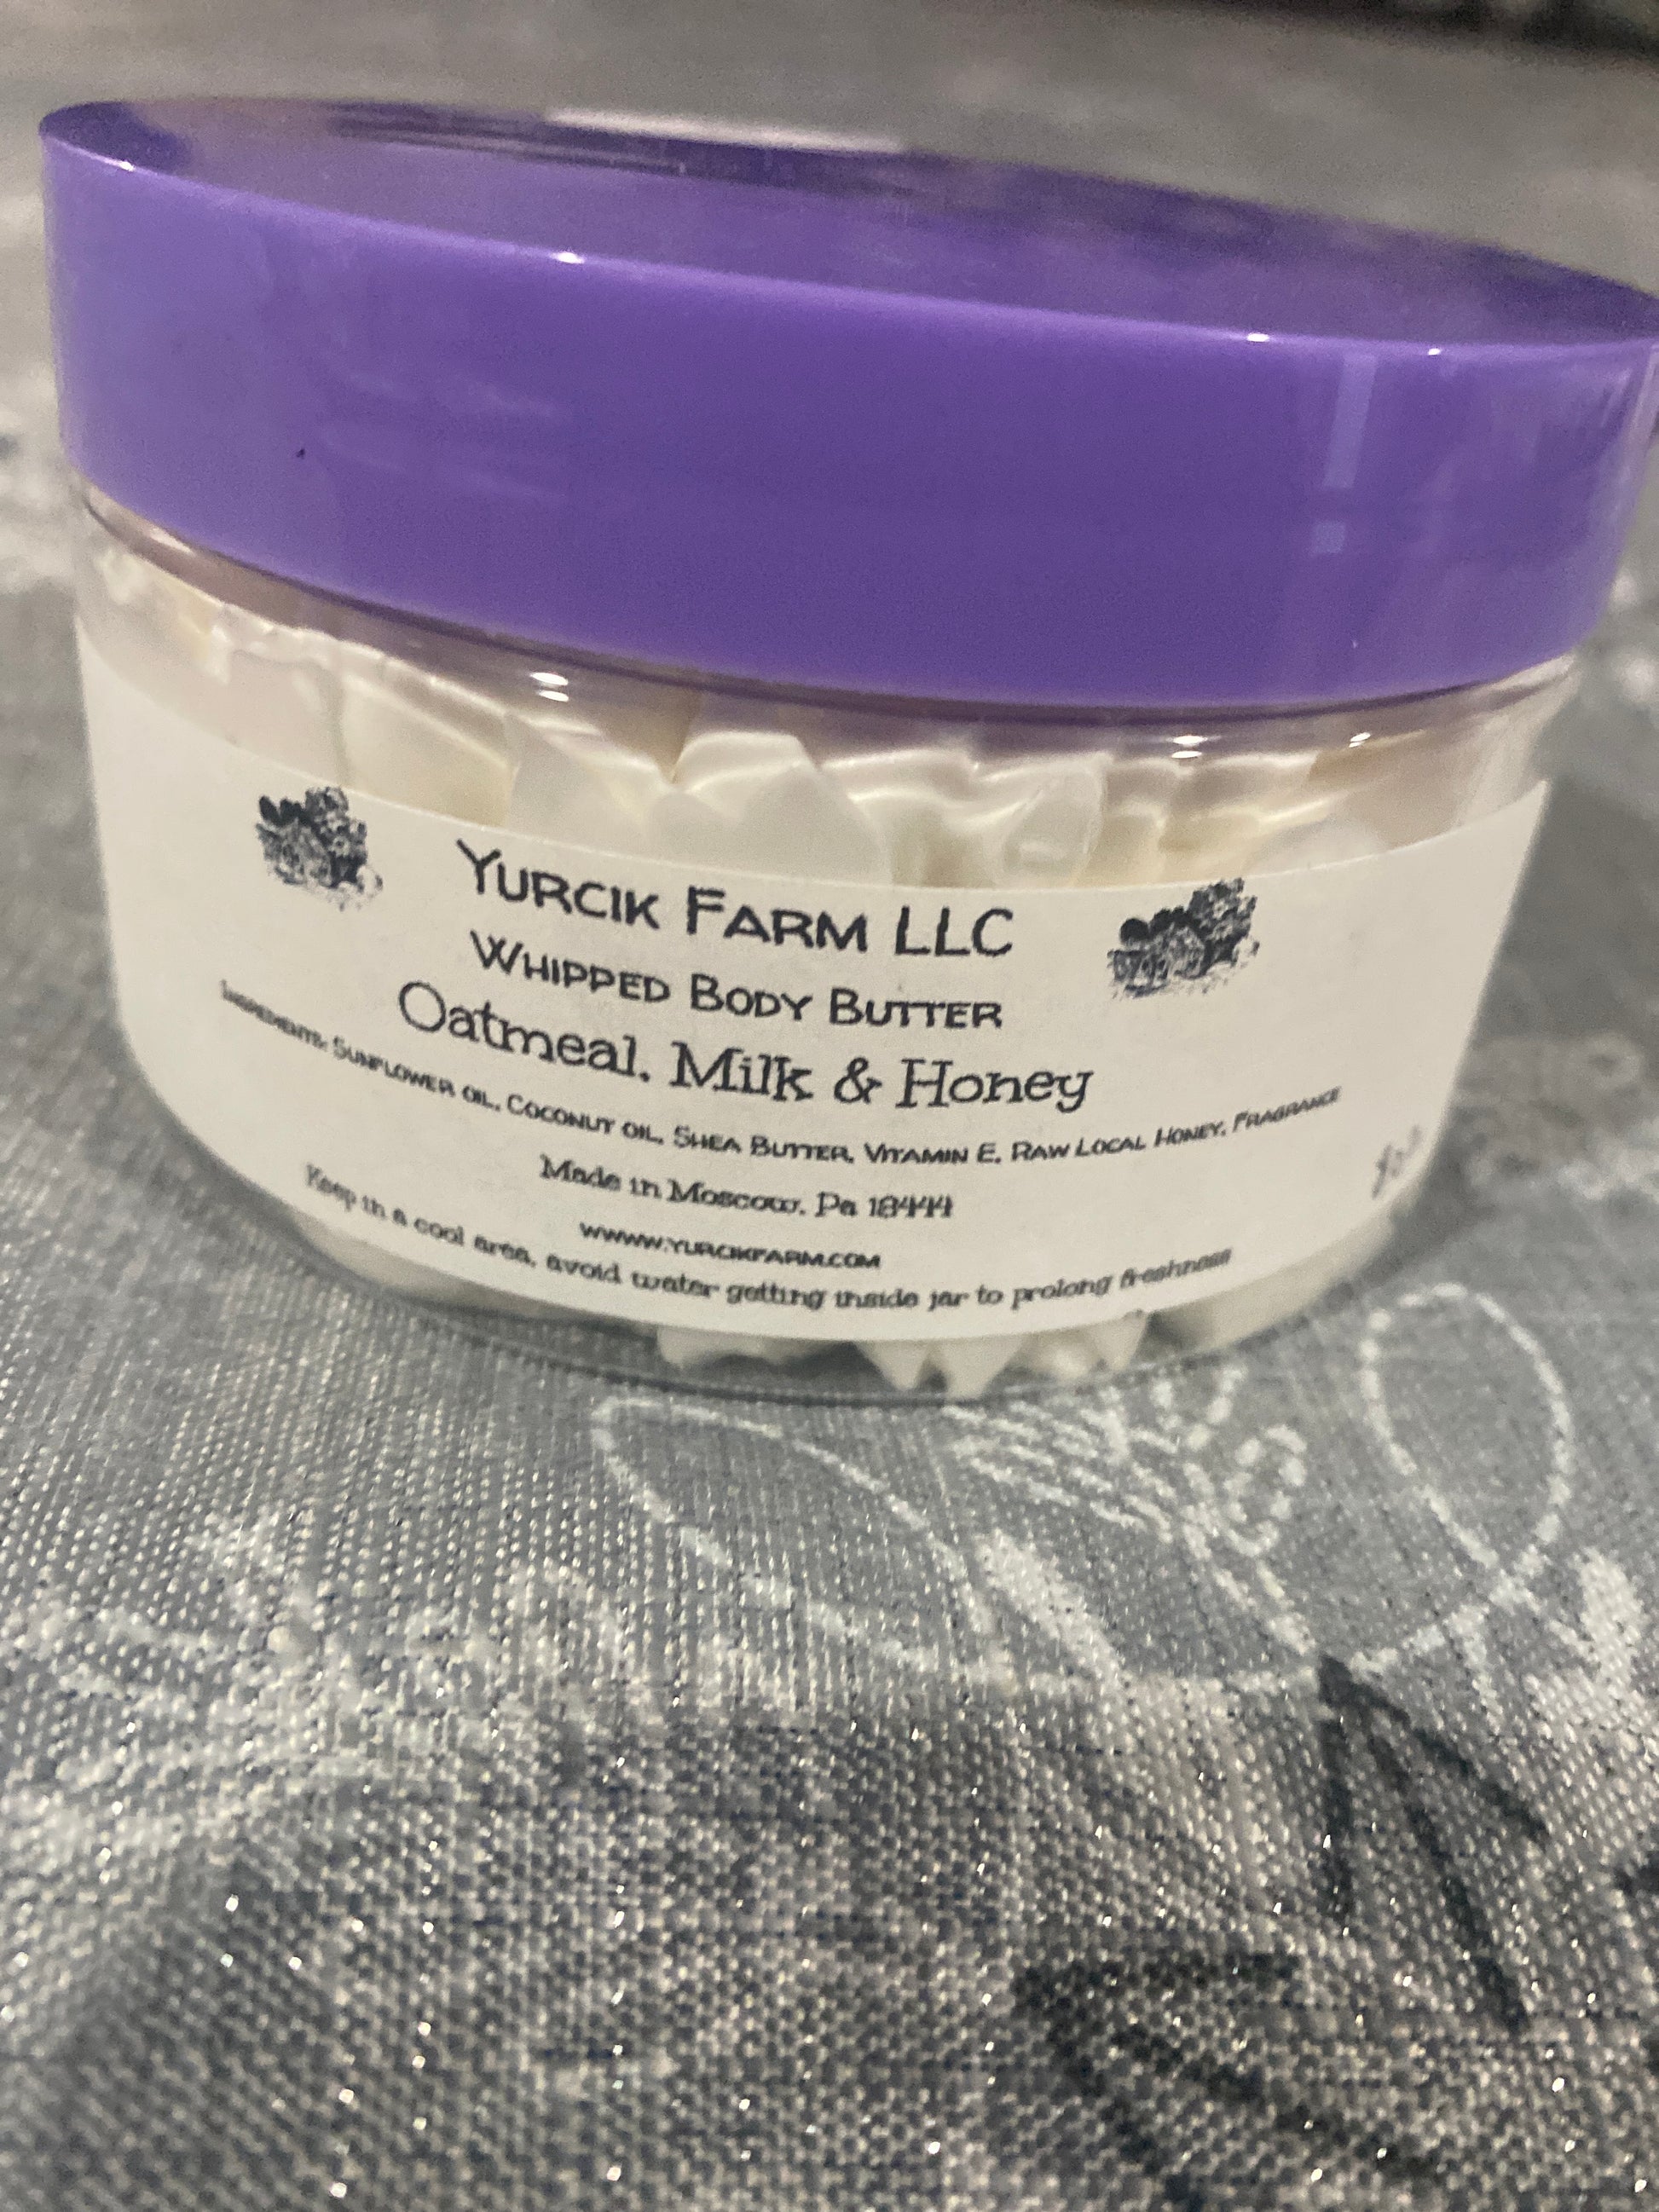 YURCIK FARM LLC
WHIPPED BODY BUTTER
Oatmeal, Milk & Honey
INGREDIENTS: SUNFLOWER OIL, COCONUT OIL, SHEA BUTTER, VITAMIN E, RAW LOCAL HONEY, FRAGRANCE
Made in Moscow, Pa 18444
WWW.YURCIKFARM.COM
Keep in a cool area, avoid water getting inside jar to prolong freshness